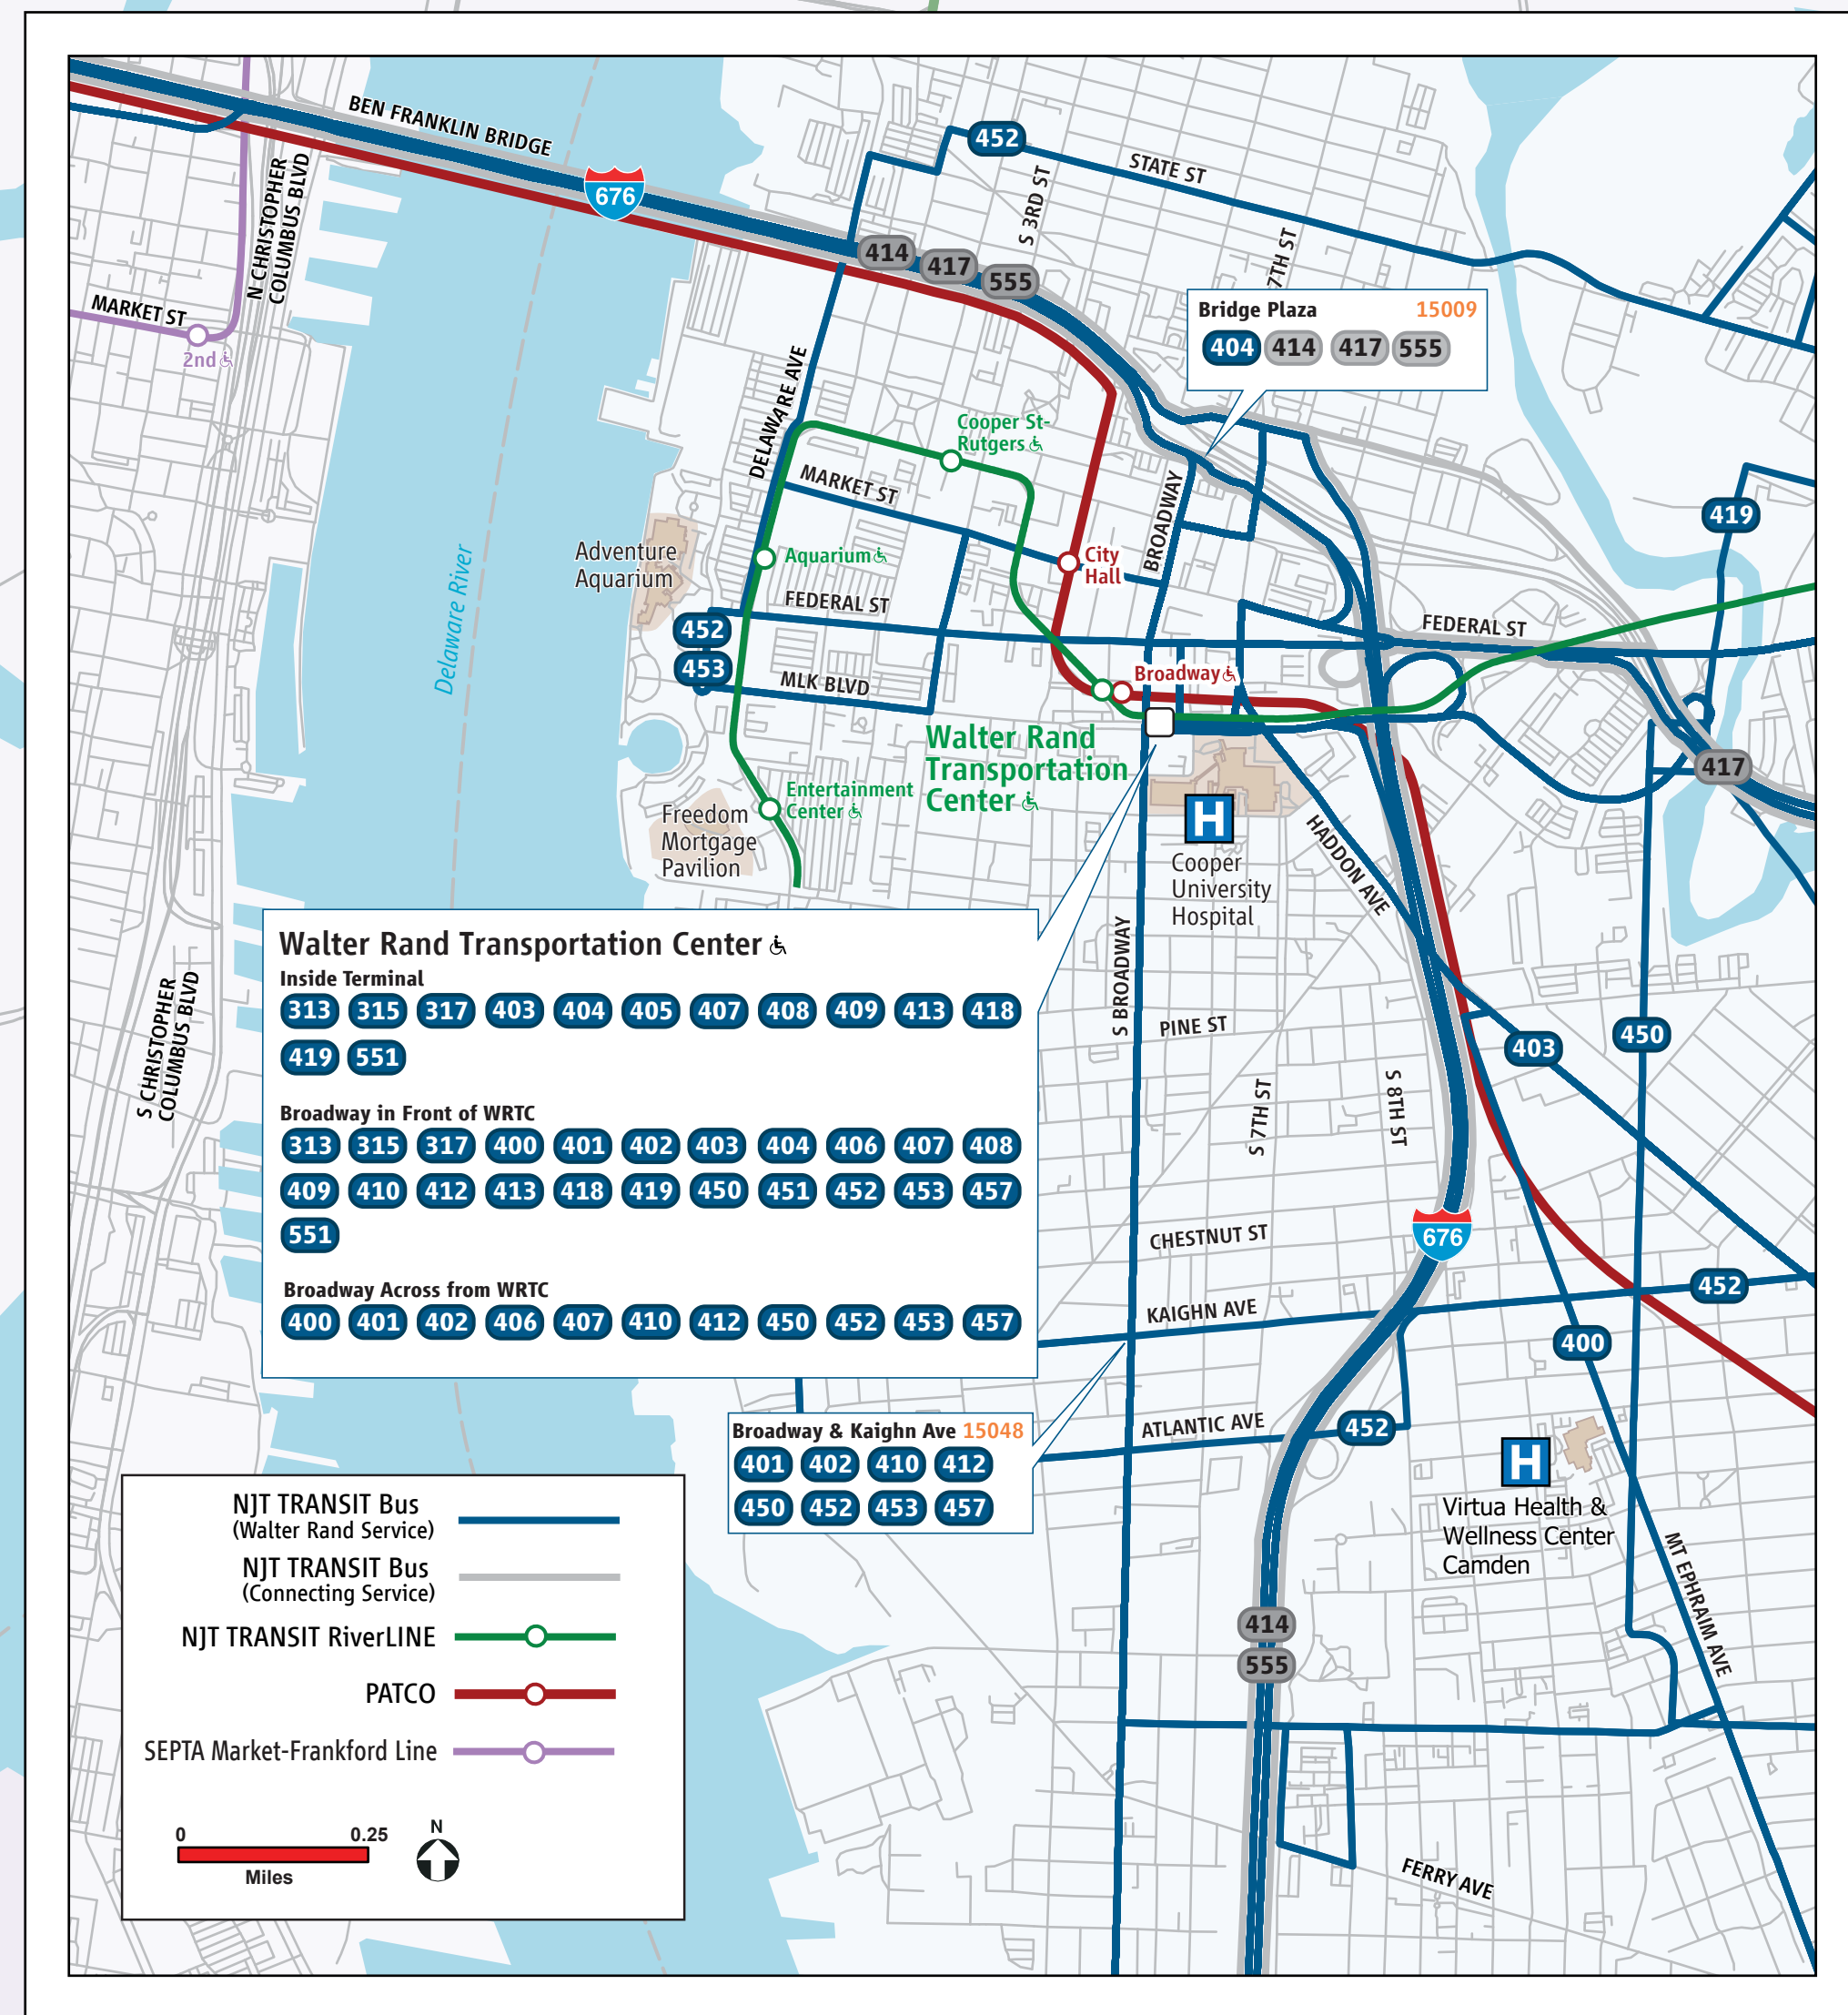 BEN FRANKLIN BRIDGE
676
452
STATE ST
S 3RD ST
7TH ST
N CHRISTOPHER
COLUMBUS BLVD
MARKET ST
2nd
414
417
555
Bridge Plaza 15009
404 414 417 555
DELAWARE AVE
Cooper St-
Rutgers
MARKET ST
BROADWAY
419
Adventure
Aquarium
Aquarium
City
Hall
Delaware River
FEDERAL ST
FEDERAL ST
452
453
MLK BLVD
Broadway
Walter Rand
Transportation
Center
417
Entertainment
Center
Freedom
Mortgage
Pavilion
H
Cooper
University
Hospital
HADDON AVE
S BROADWAY
Walter Rand Transportation Center
Inside Terminal
313 315 317 403 404 405 407 408 409 413 418
419 551
Broadway in Front of WRTC
313 315 317 400 401 402 403 404 406 407 408
409 410 412 413 418 419 450 451 452 453 457
551
Broadway Across from WRTC
400 401 402 406 407 410 412 450 452 453 457
S CHRISTOPHER
COLUMBUS BLVD
PINE ST
403
450
S 7TH ST
S 8TH ST
CHESTNUT ST
676
KAIGHN AVE
452
400
Broadway & Kaighn Ave 15048
401 402 410 412
450 452 453 457
ATLANTIC AVE
452
H
Virtua Health &
Wellness Center
Camden
MT EPHRAIM AVE
414
555
FERRY AVE
NJT TRANSIT Bus
(Walter Rand Service)
NJT TRANSIT Bus
(Connecting Service)
NJT TRANSIT RiverLINE
PATCO
SEPTA Market-Frankford Line
0 0.25
Miles
N